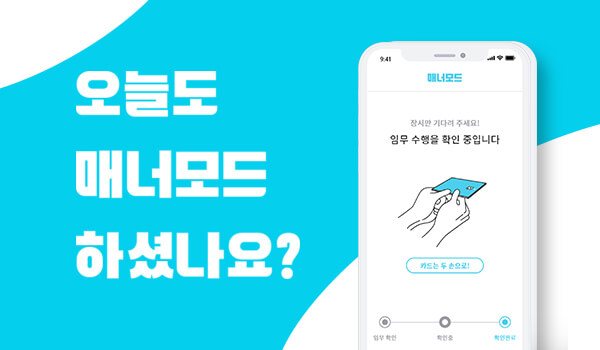 오늘도
매너모드
하셨나요?
9:41
매너모드
잠시만 기다려 주세요!
임무 수행을 확인 중입니다
카드는 두 손으로!
임무 확인
확인중
확인완료